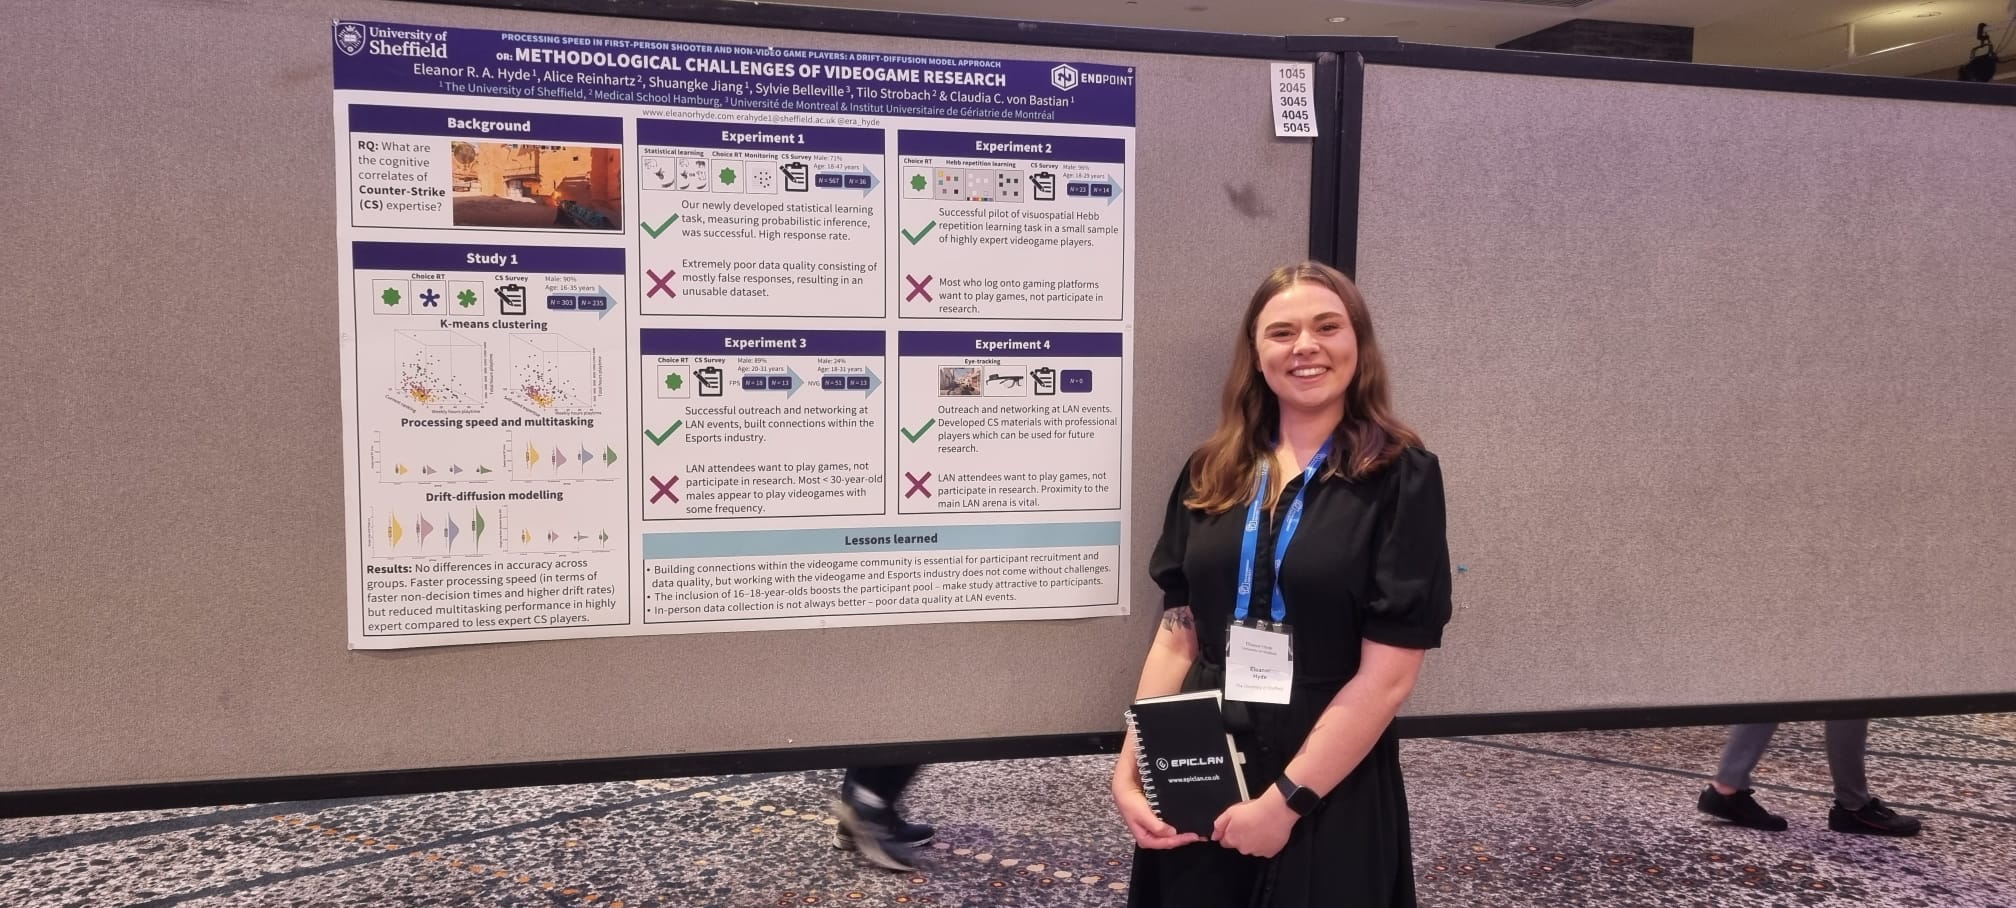 University of
Sheffield
PROCESSING SPEED IN FIRST-PERSON SHOOTER AND NON-VIDEO GAME PLAYERS: A DRIFT-DIFFUSION MODEL APPROACH
OR: METHODOLOGICAL CHALLENGES OF VIDEOGAME RESEARCH
Eleanor R. A. Hyde¹, Alice Reinhartz², Shuangke Jiang¹, Sylvie Belleville³, Tilo Strobach² & Claudia C. von Bastian¹
¹ The University of Sheffield, ² Medical School Hamburg, ³ Université de Montreal & Institut Universitaire de Gériatrie de Montréal
ENDPOINT
www.eleanorhyde.com erahyde1@sheffield.ac.uk @era_hyde
Background
RQ: What are
the cognitive
correlates of
Counter-Strike
(CS) expertise?
Study 1
Choice RT
CS Survey
Male: 90%
Age: 16-35 years
N = 303
N = 235
K-means clustering
Weekly hours playtime
Weekly hours playtime
Processing speed and multitasking
Drift-diffusion modelling
Results: No differences in accuracy across
groups. Faster processing speed (in terms of
faster non-decision times and higher drift rates)
but reduced multitasking performance in highly
expert compared to less expert CS players.
Experiment 1
Statistical learning
Choice RT
Monitoring
CS Survey
Male: 71%
Age: 18-47 years
N = 567
N = 36
Our newly developed statistical learning
task, measuring probabilistic inference,
was successful. High response rate.
Extremely poor data quality consisting of
mostly false responses, resulting in an
unusable dataset.
Experiment 2
Choice RT
Hebb repetition learning
CS Survey
Male: 96%
Age: 18-29 years
N = 23
N = 14
Successful pilot of visuospatial Hebb
repetition learning task in a small sample
of highly expert videogame players.
Most who log onto gaming platforms
want to play games, not participate in
research.
Experiment 3
Choice RT
CS Survey
Male: 89%
Age: 20-31 years
FPS
N = 18
N = 13
Male: 24%
Age: 18-31 years
NVG
N = 51
N = 13
Successful outreach and networking at
LAN events, built connections within the
Esports industry.
LAN attendees want to play games, not
participate in research. Most < 30-year-old
males appear to play videogames with
some frequency.
Experiment 4
Eye-tracking
N = 0
Outreach and networking at LAN events.
Developed CS materials with professional
players which can be used for future
research.
LAN attendees want to play games, not
participate in research. Proximity to the
main LAN arena is vital.
Lessons learned
• Building connections within the videogame community is essential for participant recruitment and
data quality, but working with the videogame and Esports industry does not come without challenges.
• The inclusion of 16–18-year-olds boosts the participant pool – make study attractive to participants.
• In-person data collection is not always better – poor data quality at LAN events.
1045
2045
3045
4045
5045
Eleanor Hyde
University of Sheffield
Eleanor
Hyde
The University of Sheffield
EPIC.LAN
www.epiclan.co.uk